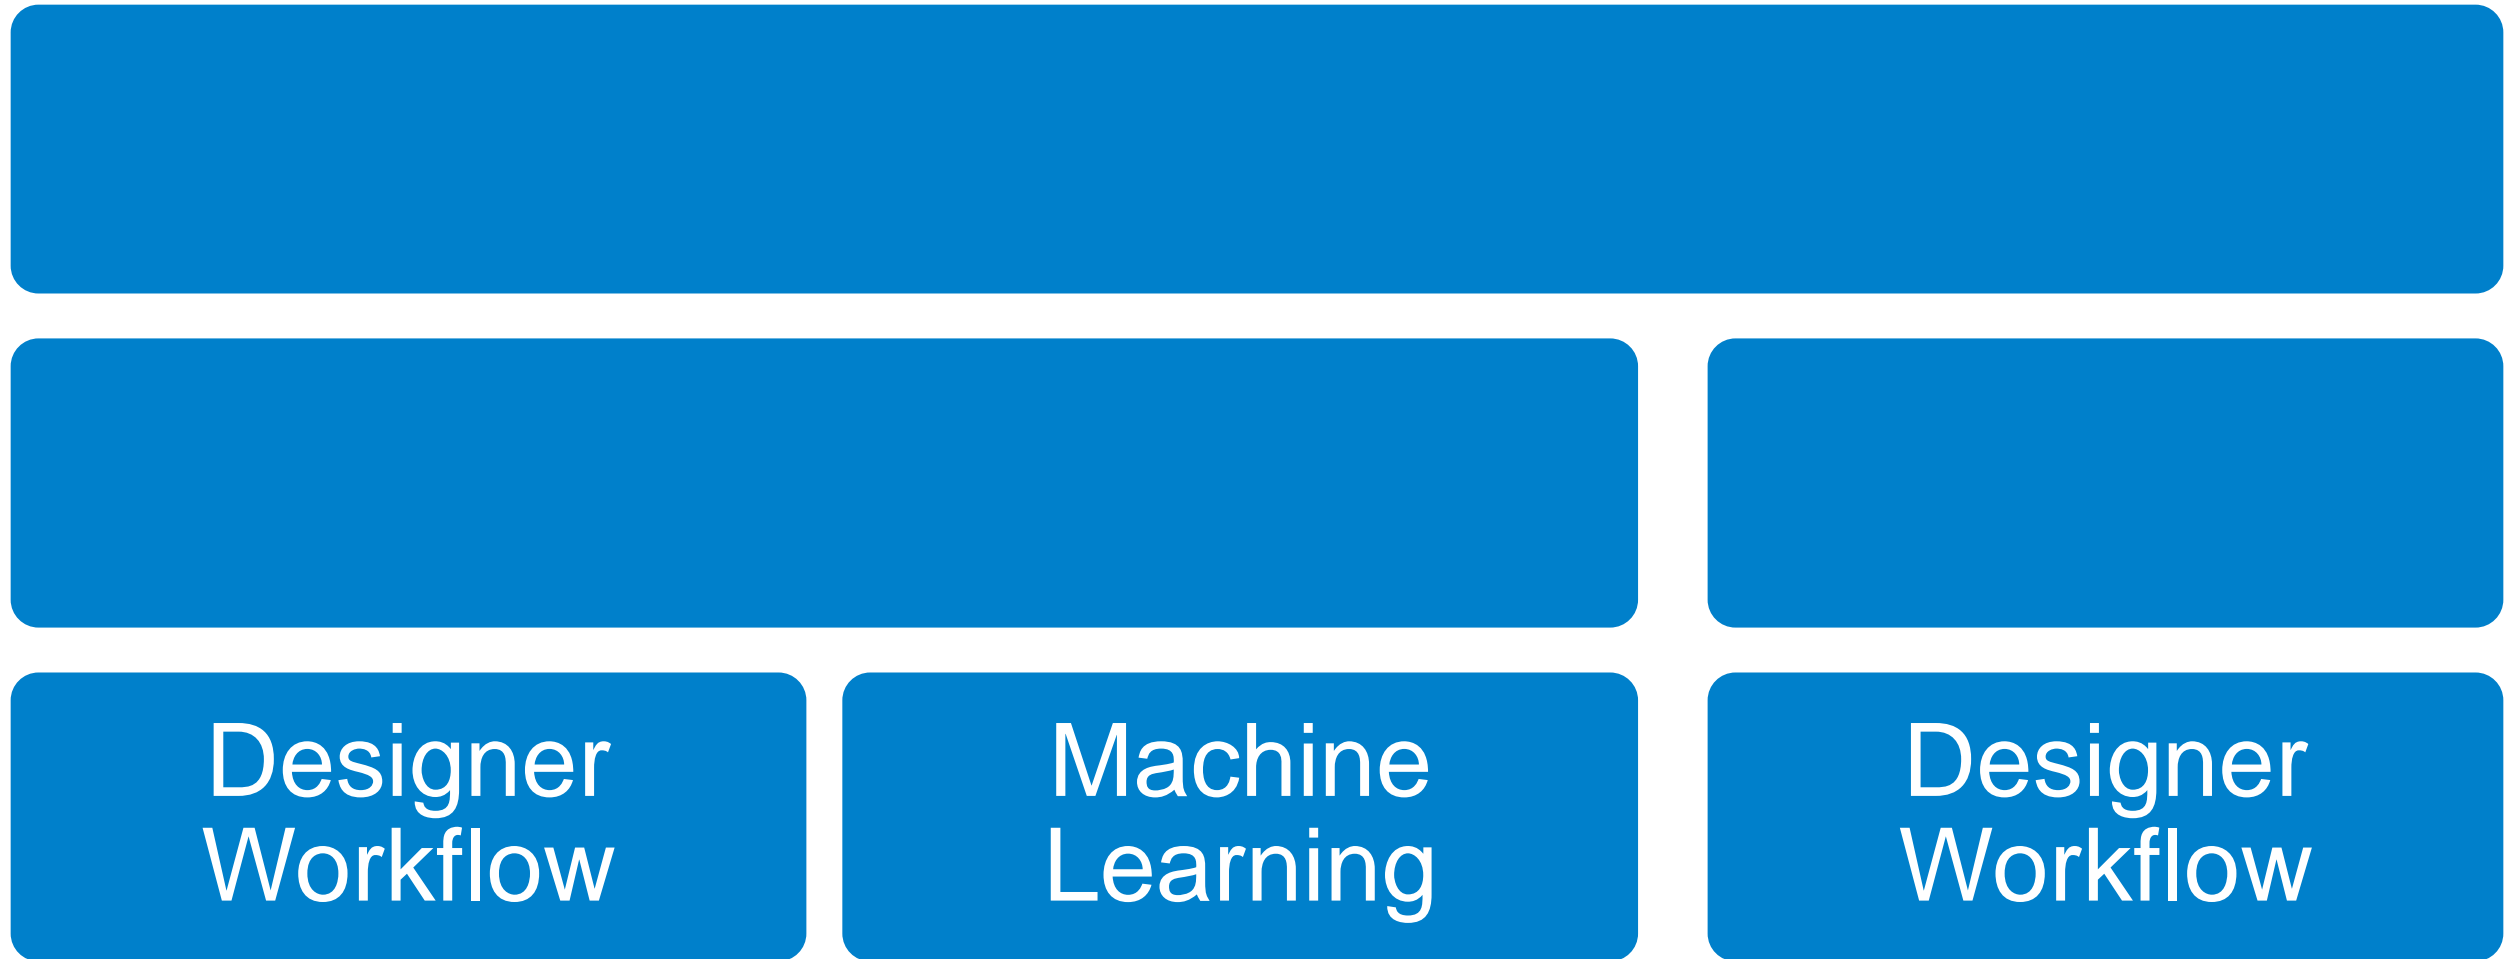 Designer
Workflow
Machine
Learning
Designer
Workflow